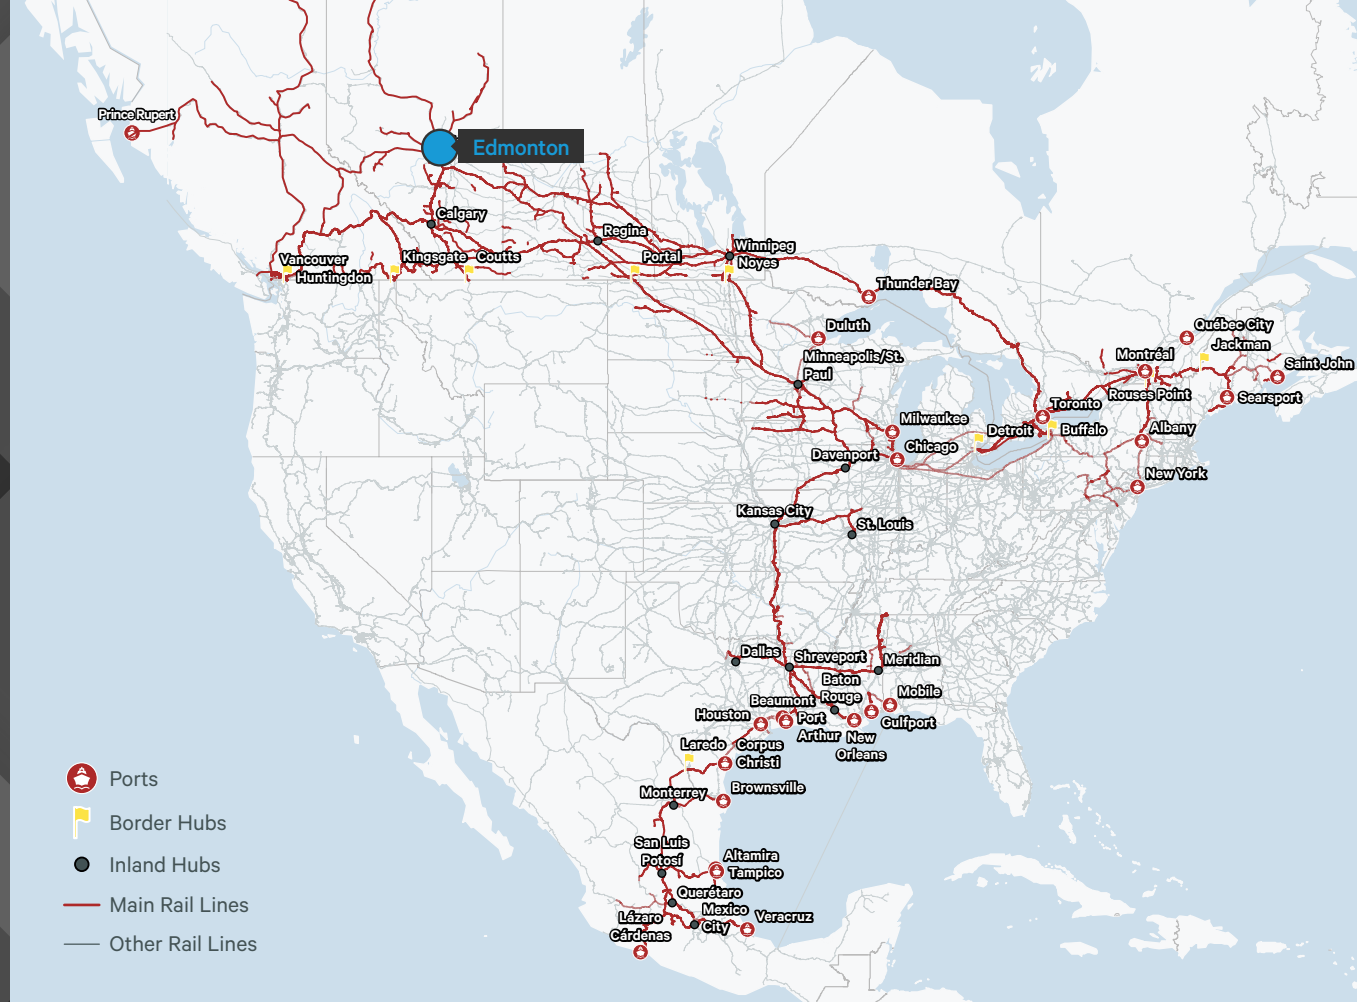 Prince Rupert
Edmonton
Calgary
Regina
Winnipeg
Vancouver
Kingsgate
Coutts
Portal
Noyes
Huntingdon
Thunder Bay
Duluth
Québec City
Jackman
Minneapolis/St.
Paul
Montréal
Saint John
Rouses Point
Searsport
Toronto
Milwaukee
Detroit
Buffalo
Albany
Chicago
Davenport
New York
Kansas City
St. Louis
Dallas
Shreveport
Meridian
Baton
Rouge
Mobile
Beaumont
Houston
Port
Arthur
Gulfport
New
Orleans
Laredo
Corpus
Christi
Monterrey
Brownsville
San Luis
Potosí
Altamira
Tampico
Querétaro
Mexico
City
Veracruz
Lázaro
Cárdenas
Ports
Border Hubs
Inland Hubs
Main Rail Lines
Other Rail Lines